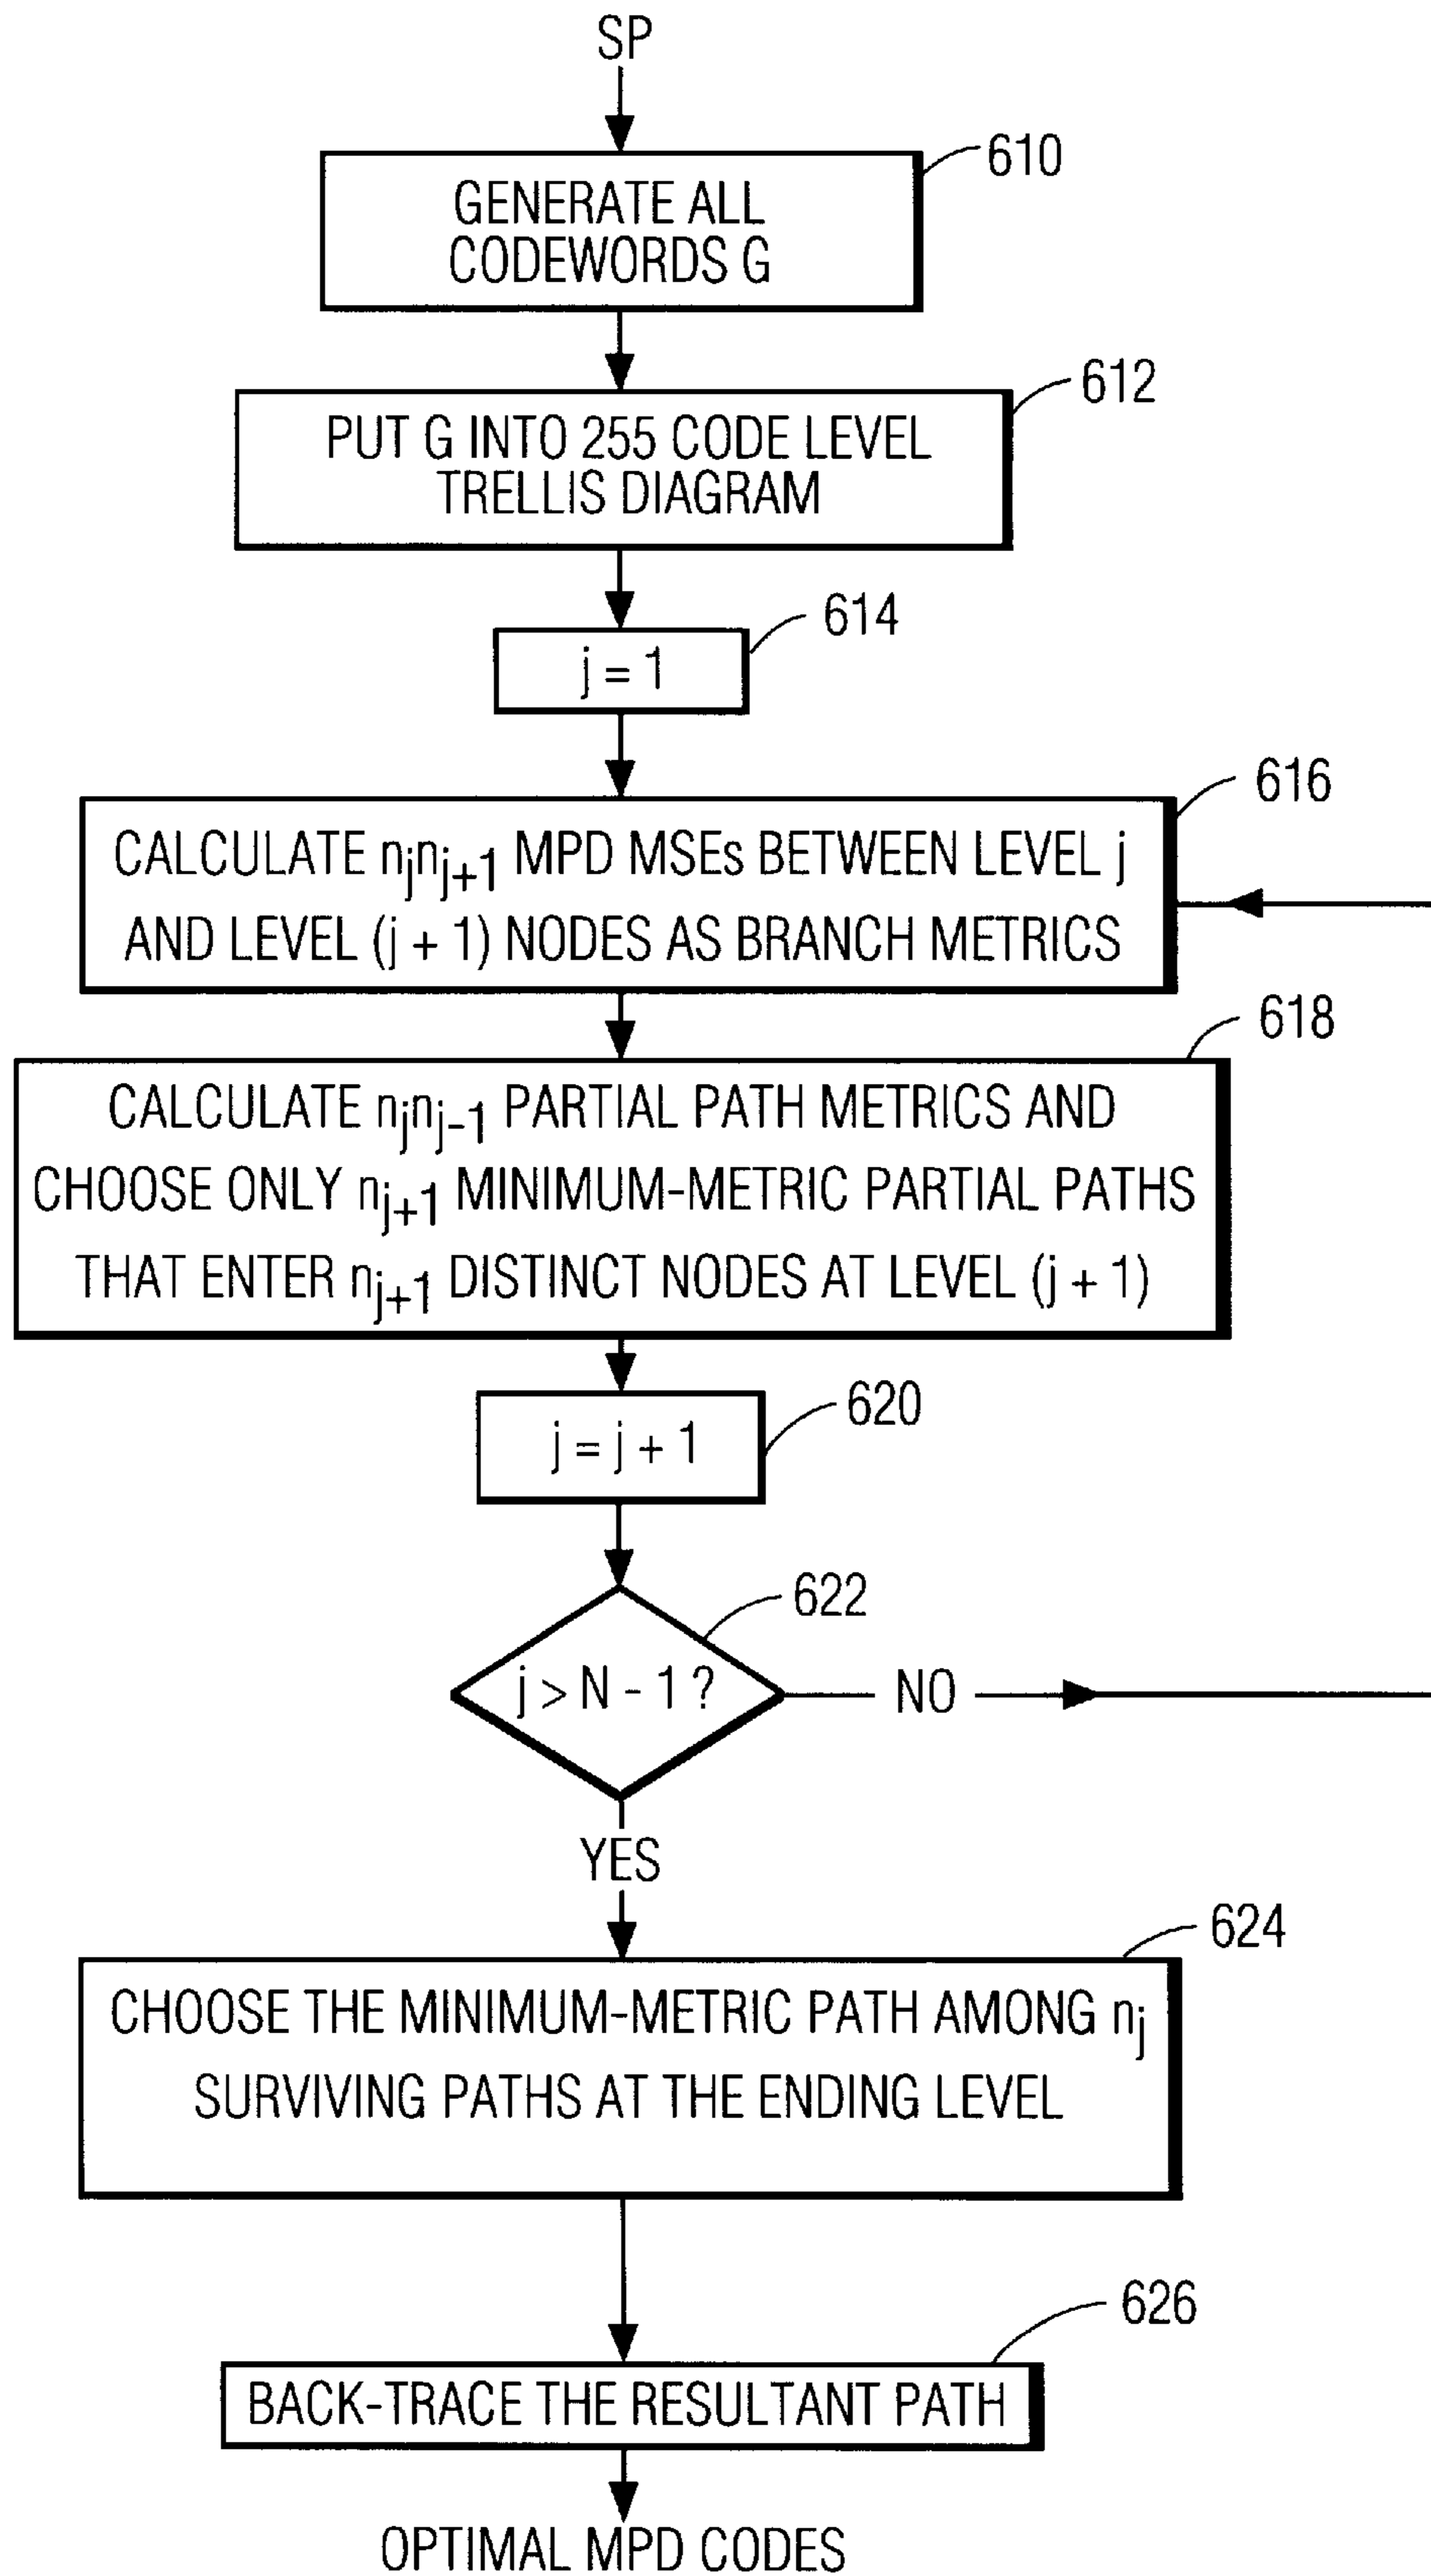 SP
610
GENERATE ALL
CODEWORDS G
612
PUT G INTO 255 CODE LEVEL
TRELLIS DIAGRAM
614
j = 1
616
CALCULATE njnj+1 MPD MSEs BETWEEN LEVEL j
AND LEVEL (j + 1) NODES AS BRANCH METRICS
618
CALCULATE njnj-1 PARTIAL PATH METRICS AND
CHOOSE ONLY nj+1 MINIMUM-METRIC PARTIAL PATHS
THAT ENTER nj+1 DISTINCT NODES AT LEVEL (j + 1)
620
j = j + 1
622
j > N - 1 ?
NO
YES
624
CHOOSE THE MINIMUM-METRIC PATH AMONG nj
SURVIVING PATHS AT THE ENDING LEVEL
626
BACK-TRACE THE RESULTANT PATH
OPTIMAL MPD CODES